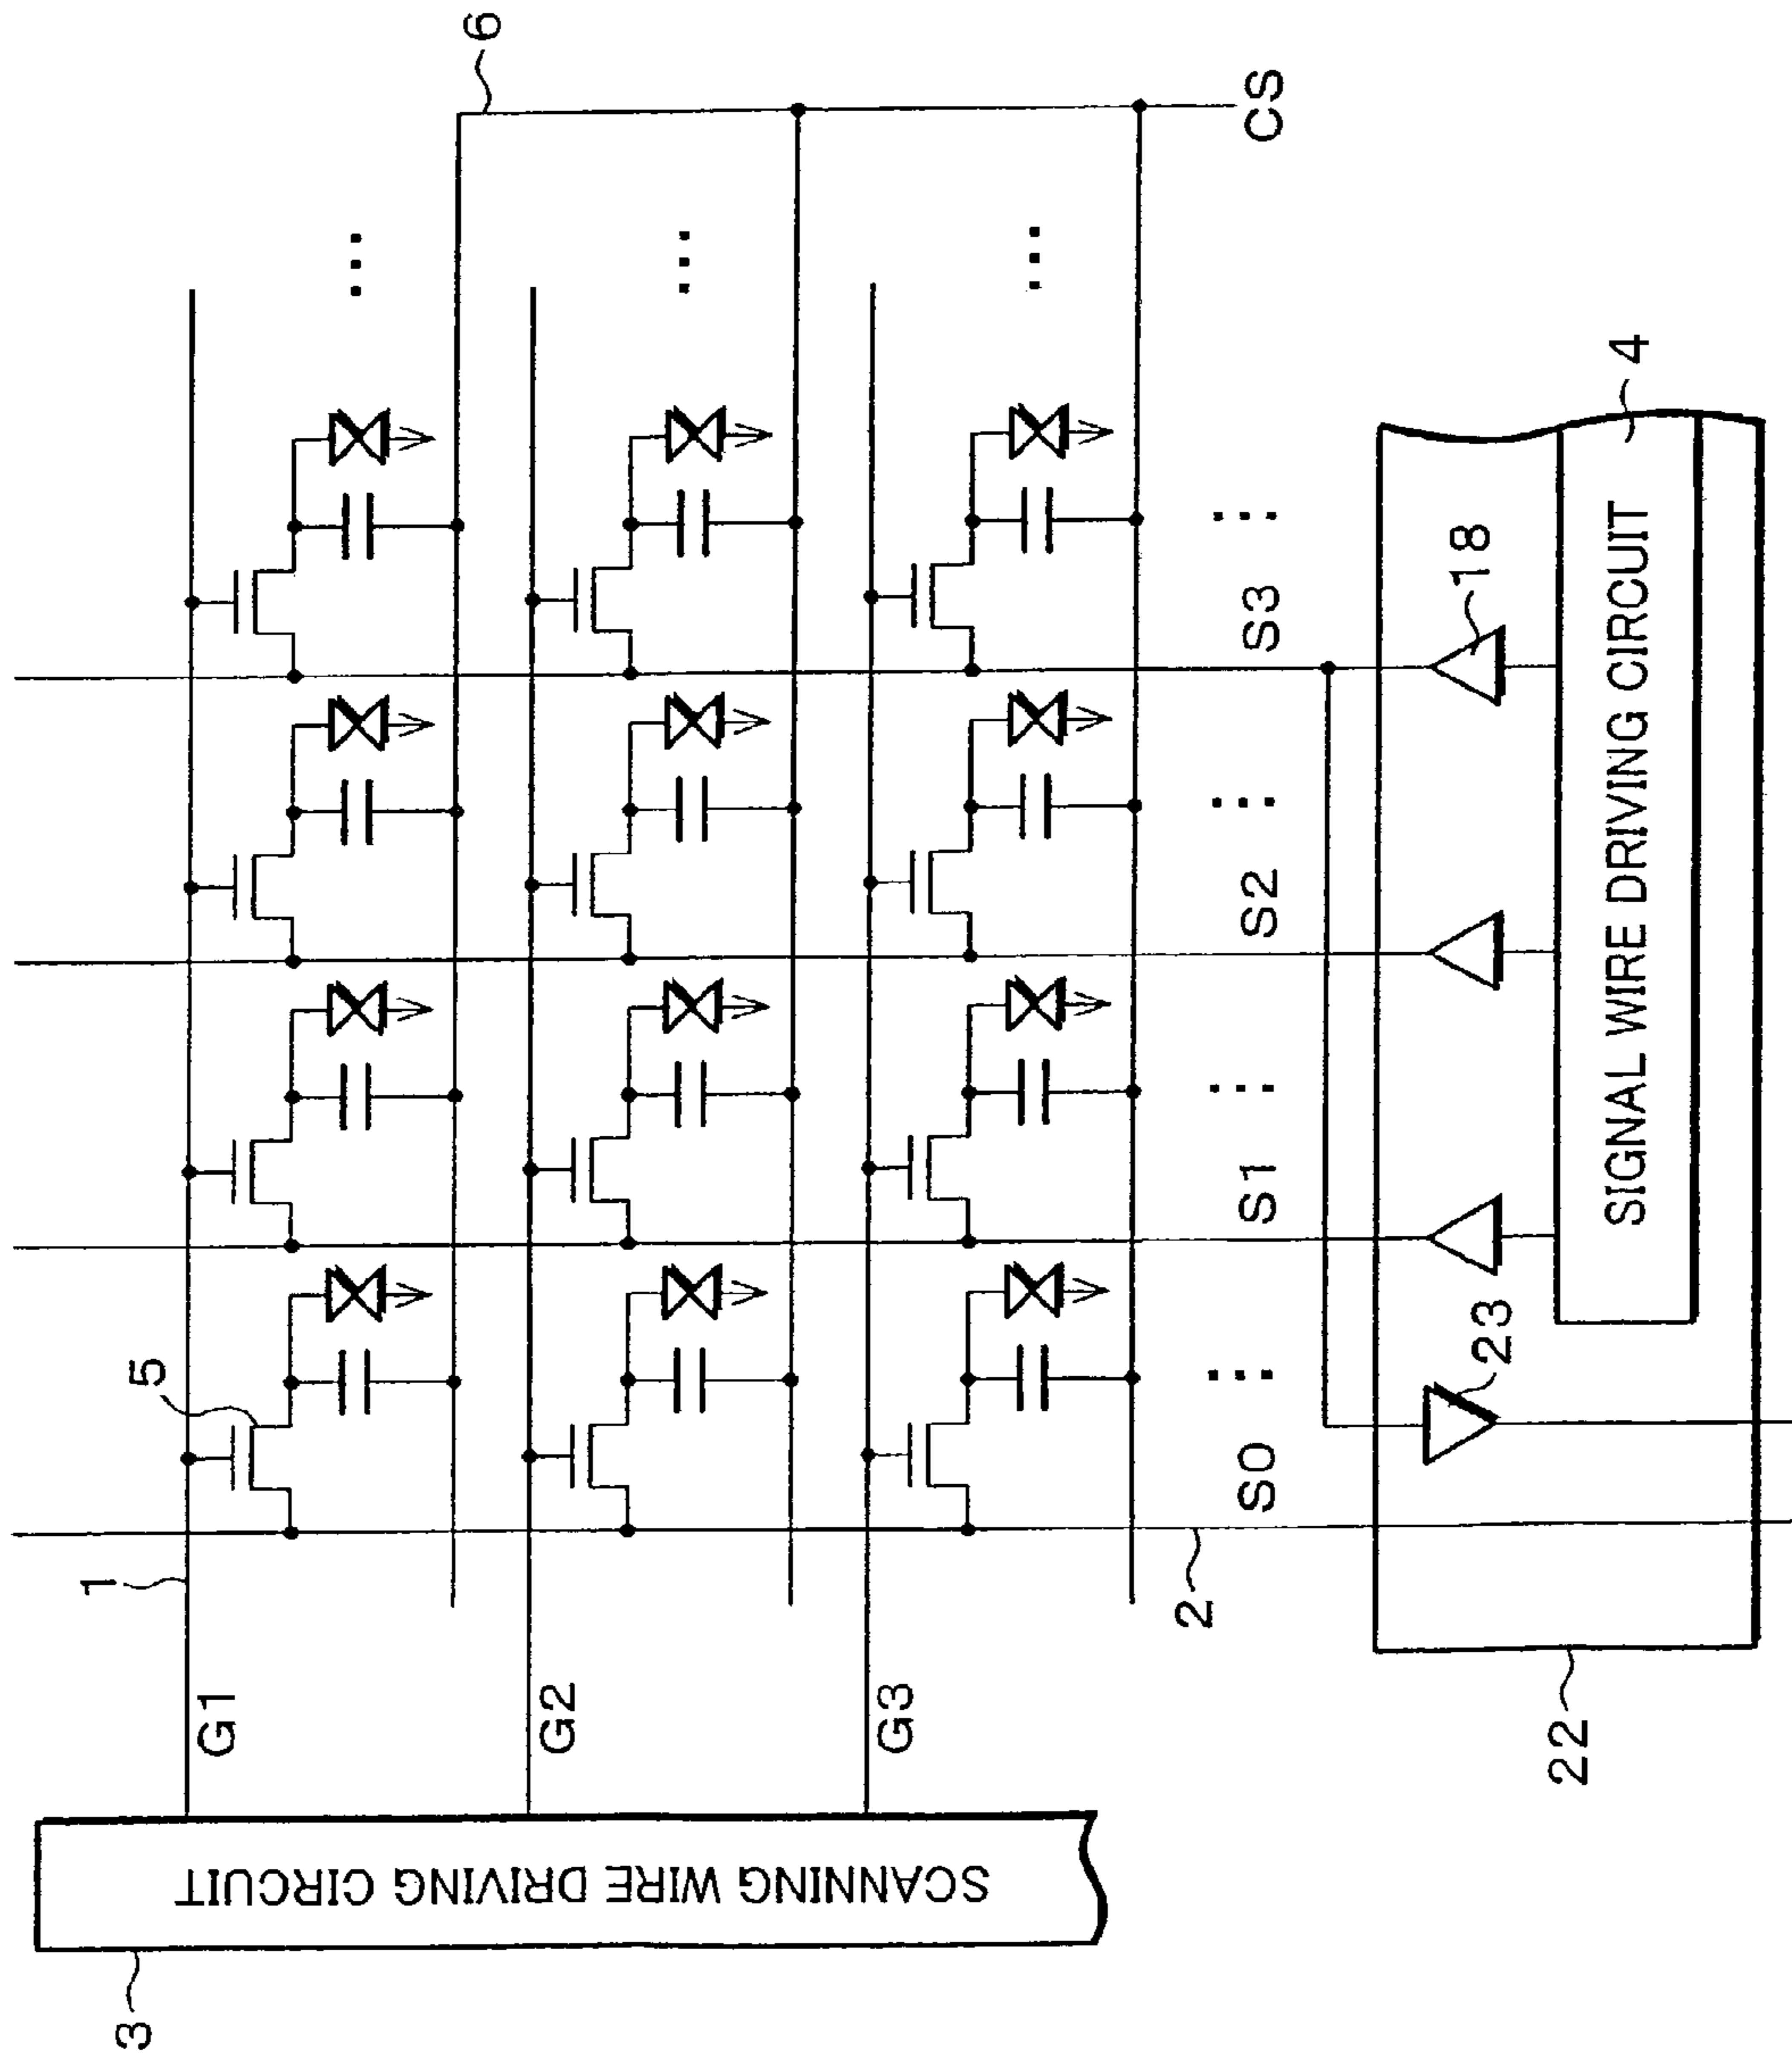 3
SCANNING WIRE DRIVING CIRCUIT
G1
G2
G3
1
5
6
2
S0
S1
S2
S3
CS
22
23
18
SIGNAL WIRE DRIVING CIRCUIT
4